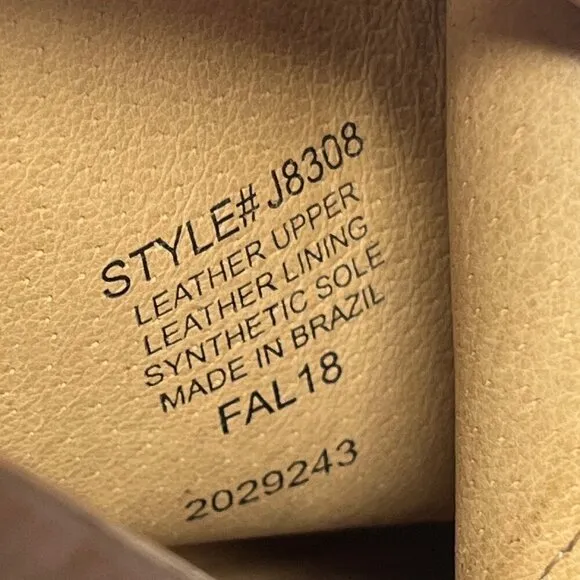 STYLE# J8308
LEATHER UPPER
LEATHER LINING
SYNTHETIC SOLE
MADE IN BRAZIL
FAL18
2029243